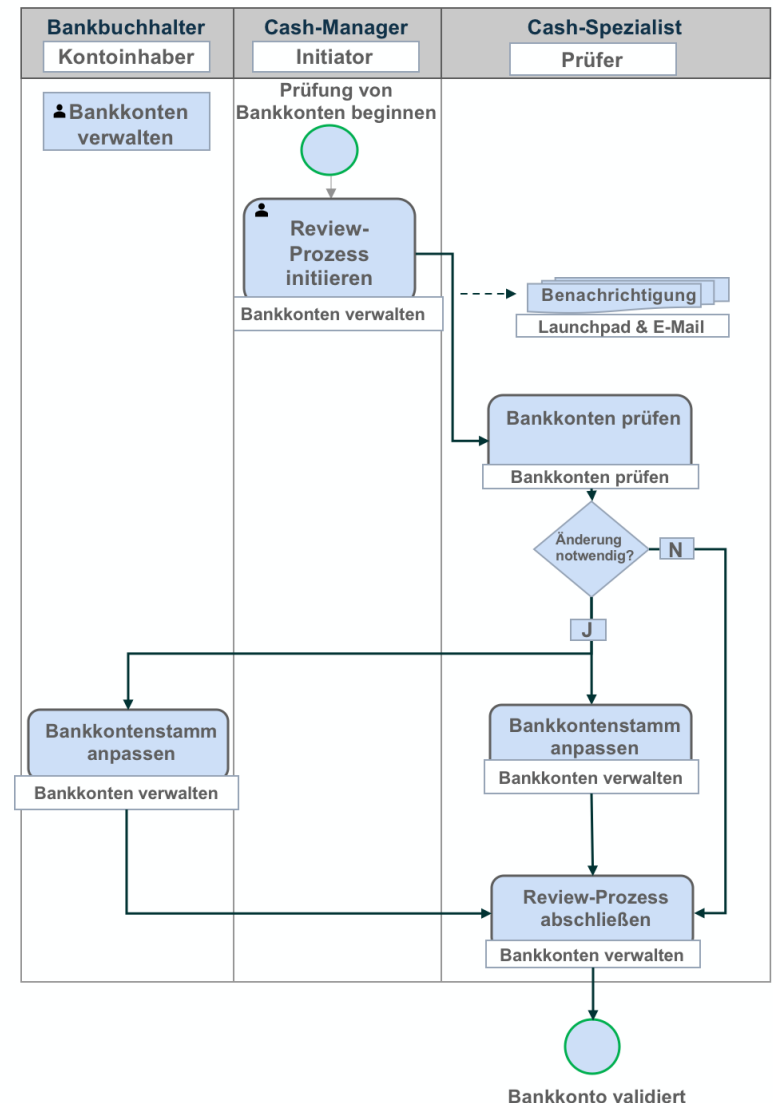 Bankbuchhalter
Kontoinhaber
Cash-Manager
Initiator
Cash-Spezialist
Prüfer
Bankkonten
verwalten
Prüfung von
Bankkonten beginnen
Review-
Prozess
initiieren
Bankkonten verwalten
Benachrichtigung
Launchpad & E-Mail
Bankkonten prüfen
Bankkonten prüfen
Änderung
notwendig?
N
J
Bankkontenstamm
anpassen
Bankkonten verwalten
Bankkontenstamm
anpassen
Bankkonten verwalten
Review-Prozess
abschließen
Bankkonten verwalten
Bankkonto validiert